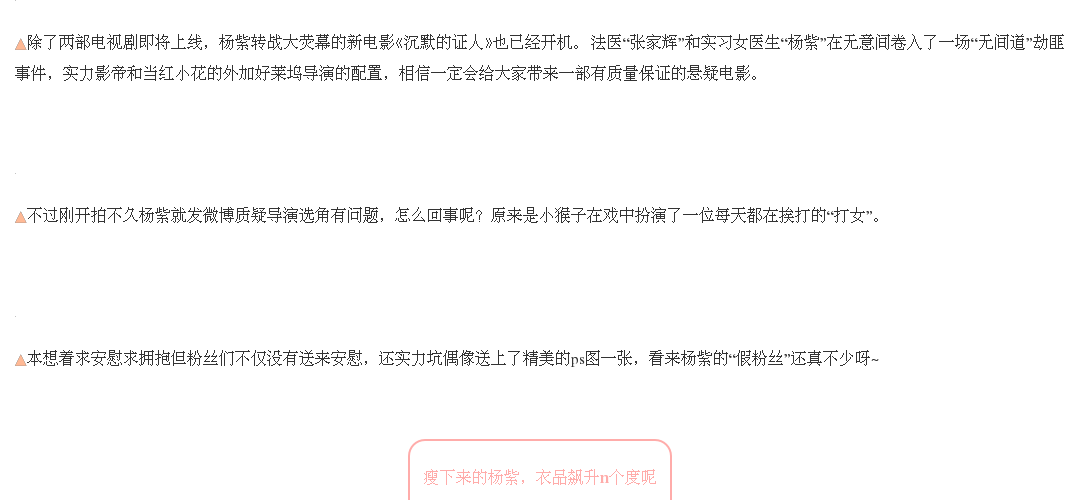 ▲除了两部电视剧即将上线，杨紫转战大荧幕的新电影《沉默的证人》也已经开机。法医“张家辉”和实习女医生“杨紫”在无意间卷入了一场“无间道”劫匪
事件，实力影帝和当红小花的外加好莱坞导演的配置，相信一定会给大家带来一部有质量保证的悬疑电影。
▲不过刚开拍不久杨紫就发微博质疑导演选角有问题，怎么回事呢？原来是小猴子在戏中扮演了一位每天都在挨打的“打女”。
▲本想着求安慰求拥抱但粉丝们不仅没有送来安慰，还实力坑偶像送上了精美的ps图一张，看来杨紫的“假粉丝”还真不少呀~
瘦下来的杨紫，衣品飙升n个度呢